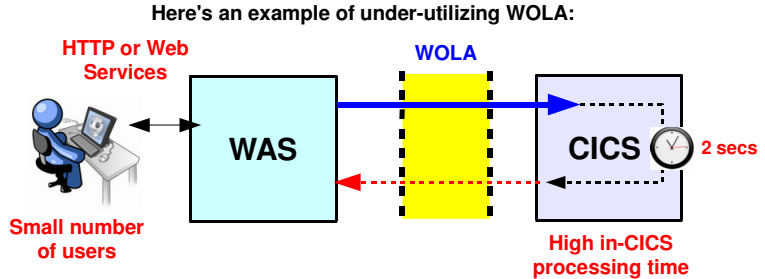 Here's an example of under-utilizing WOLA:
HTTP or Web
Services
WOLA
WAS
CICS
2 secs
Small number
of users
High in-CICS
processing time